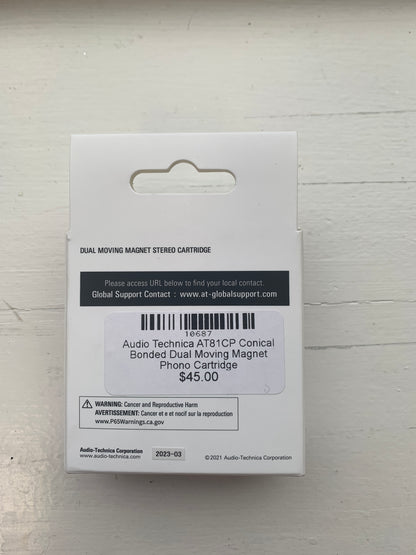 DUAL MOVING MAGNET STEREO CARTRIDGE
Please access URL below to find your local contact.
Global Support Contact : www.at-globalsupport.com
10687
Audio Technica AT81CP Conical
Bonded Dual Moving Magnet
Phono Cartridge
$45.00
WARNING: Cancer and Reproductive Harm
AVERTISSEMENT: Cancer et e et nocif sur la reproduction
www.P65Warnings.ca.gov
Audio-Technica Corporation
www.audio-technica.com
2023-03
©2021 Audio-Technica Corporation